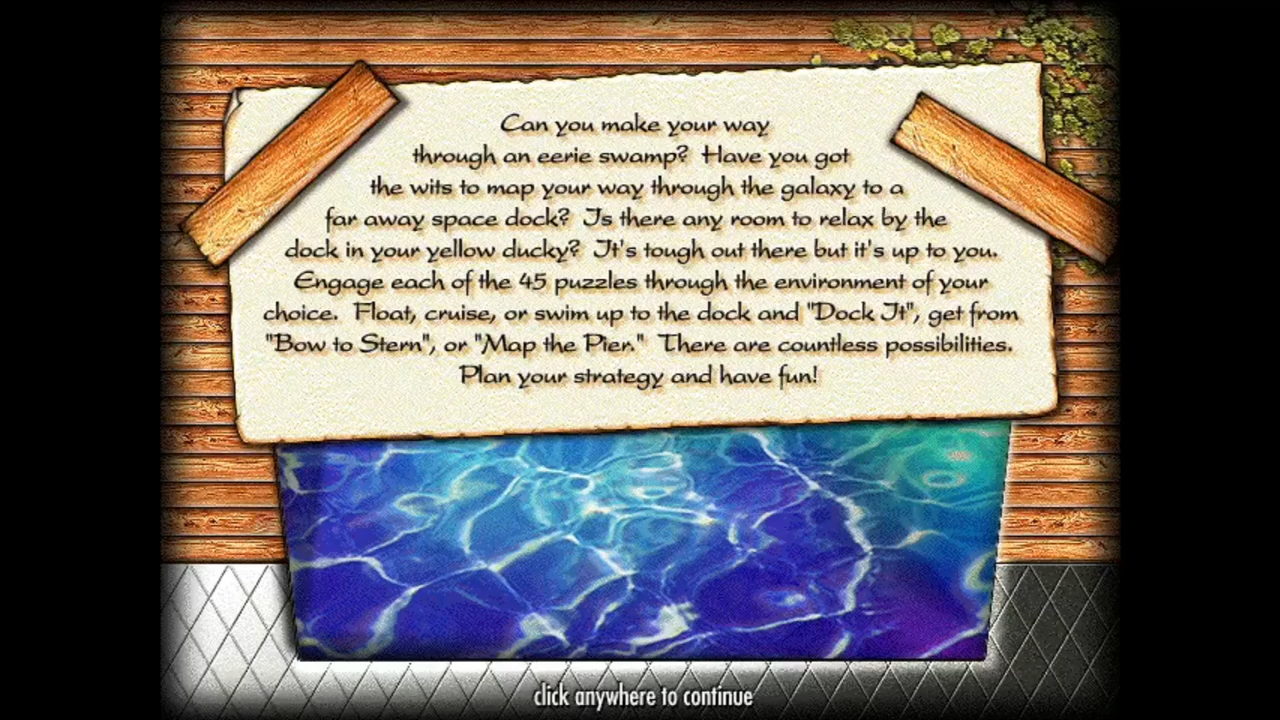 Can you make your way
through an eerie swamp? Have you got
the wits to map your way through the galaxy to a
far away space dock? Is there any room to relax by the
dock in your yellow ducky? It's tough out there but it's up to you.
Engage each of the 45 puzzles through the environment of your
choice. Float, cruise, or swim up to the dock and "Dock It", get from
"Bow to Stern", or "Map the Pier." There are countless possibilities.
Plan your strategy and have fun!
click anywhere to continue